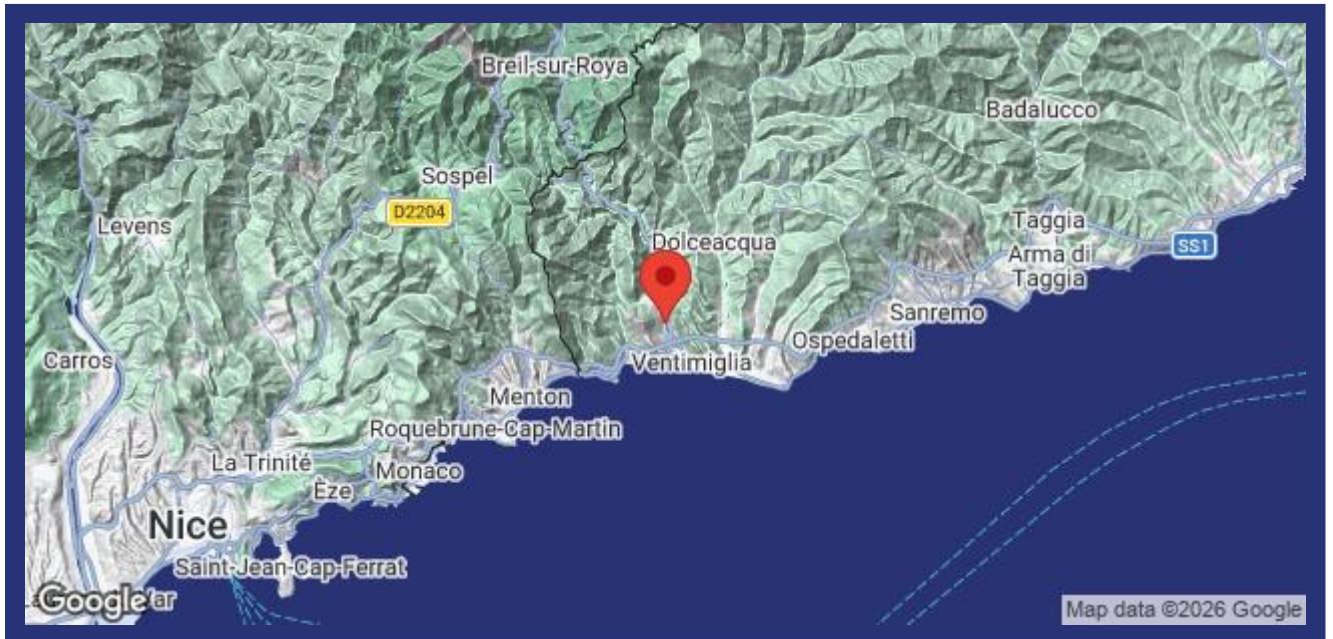 Breil-sur-Roya
Badalucco
Sospel
D2204
Levens
Taggia
Dolceacqua
SS1
Arma di
Taggia
Sanremo
Ospedaletti
Carros
Ventimiglia
Menton
Roquebrune-Cap-Martin
La Trinité
Monaco
Èze
Nice
Saint-Jean-Cap-Ferrat
Google
Map data ©2026 Google